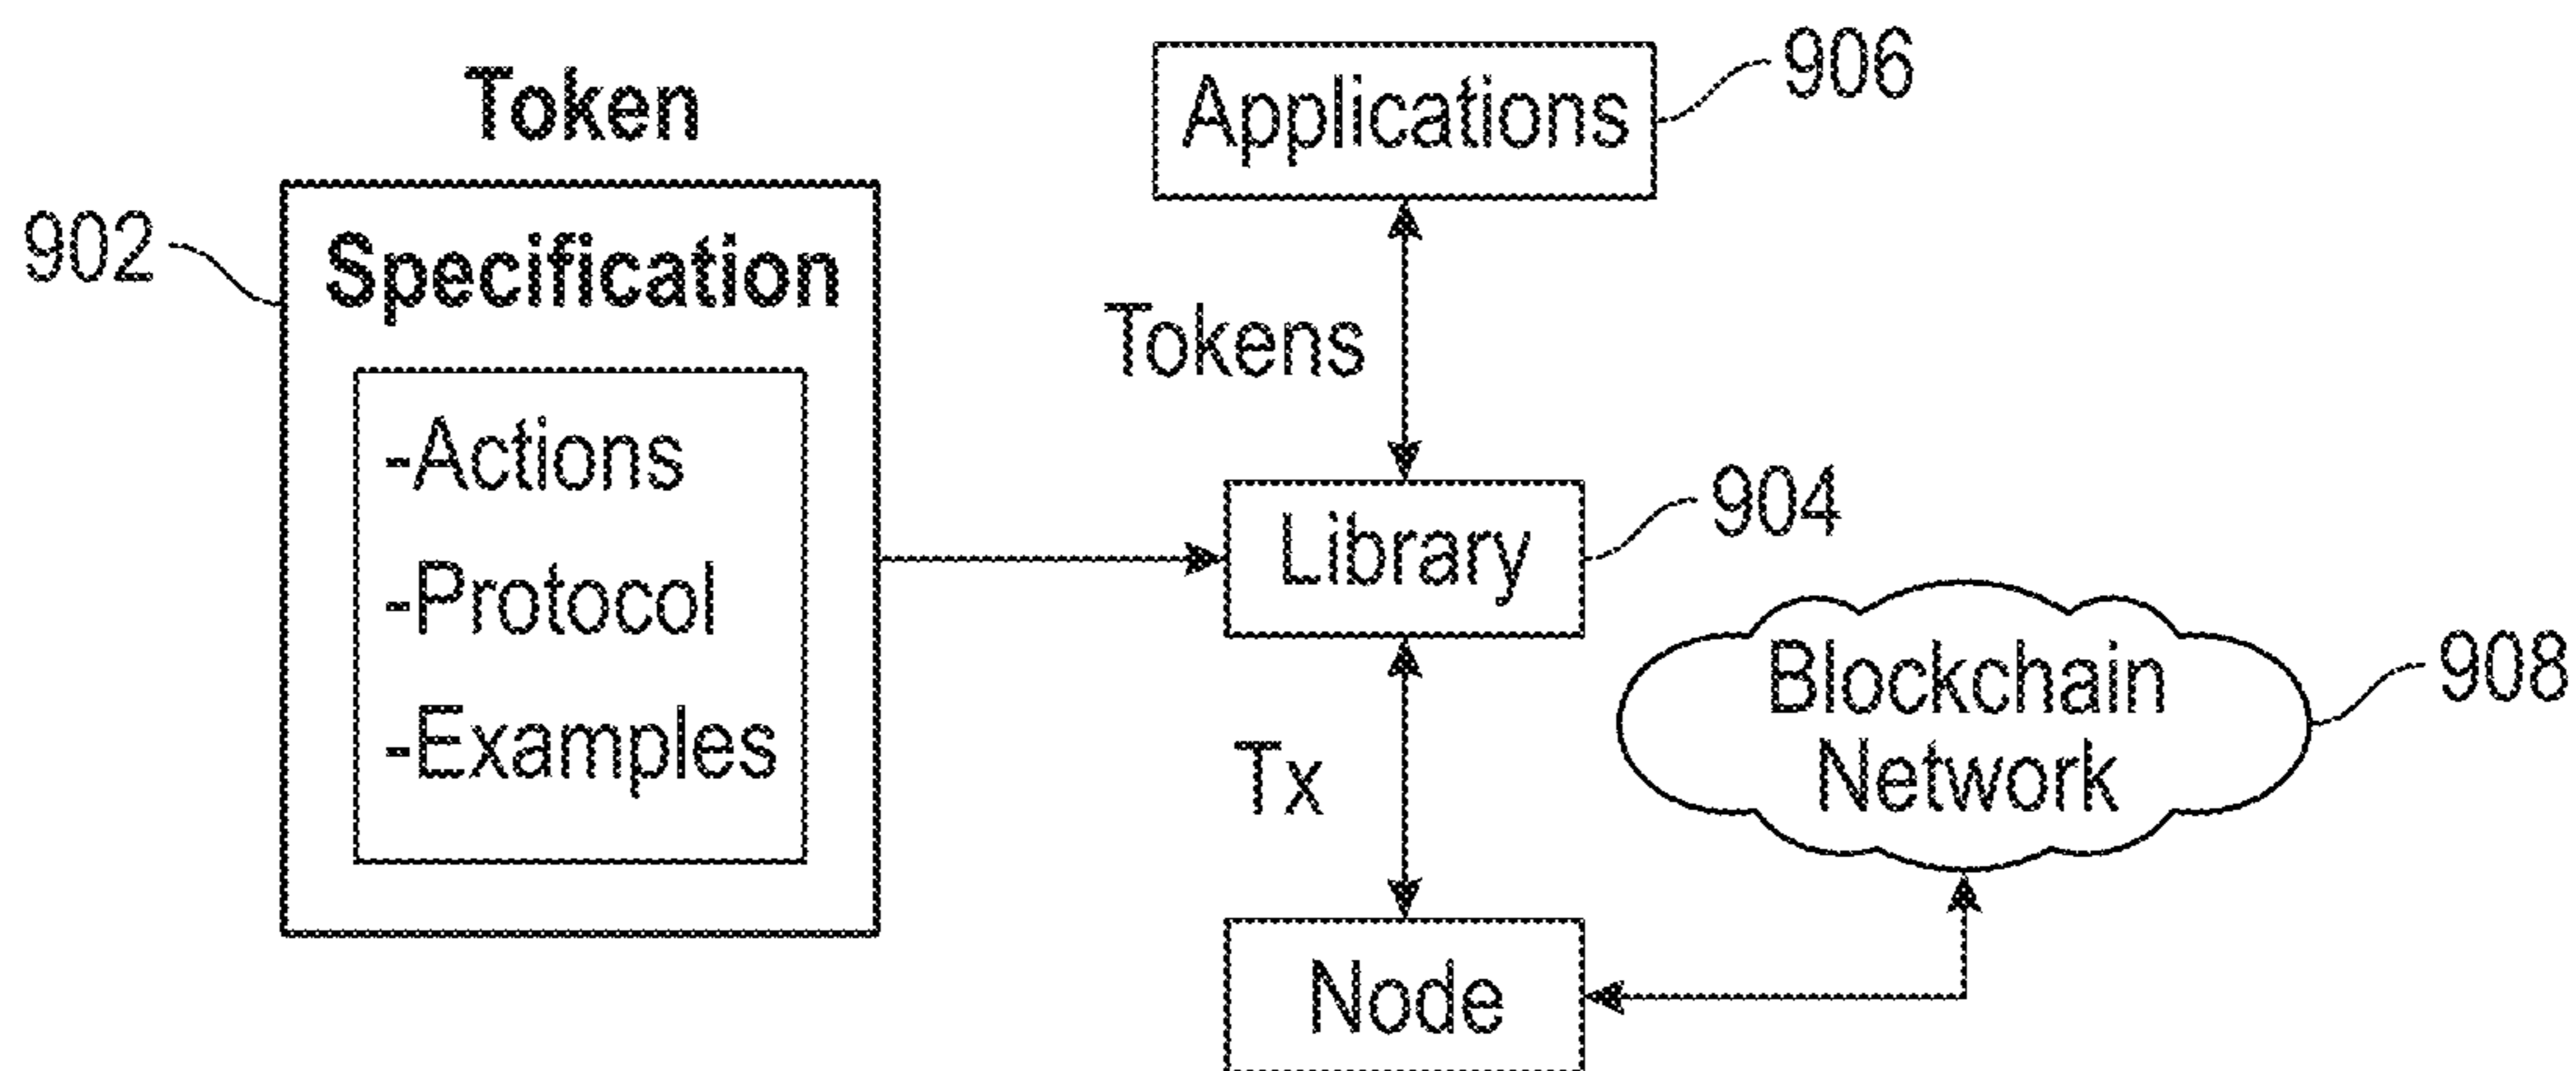 Token
902
Specification
-Actions
-Protocol
-Examples
Applications
906
Tokens
Library
904
Tx
Blockchain
Network
908
Node